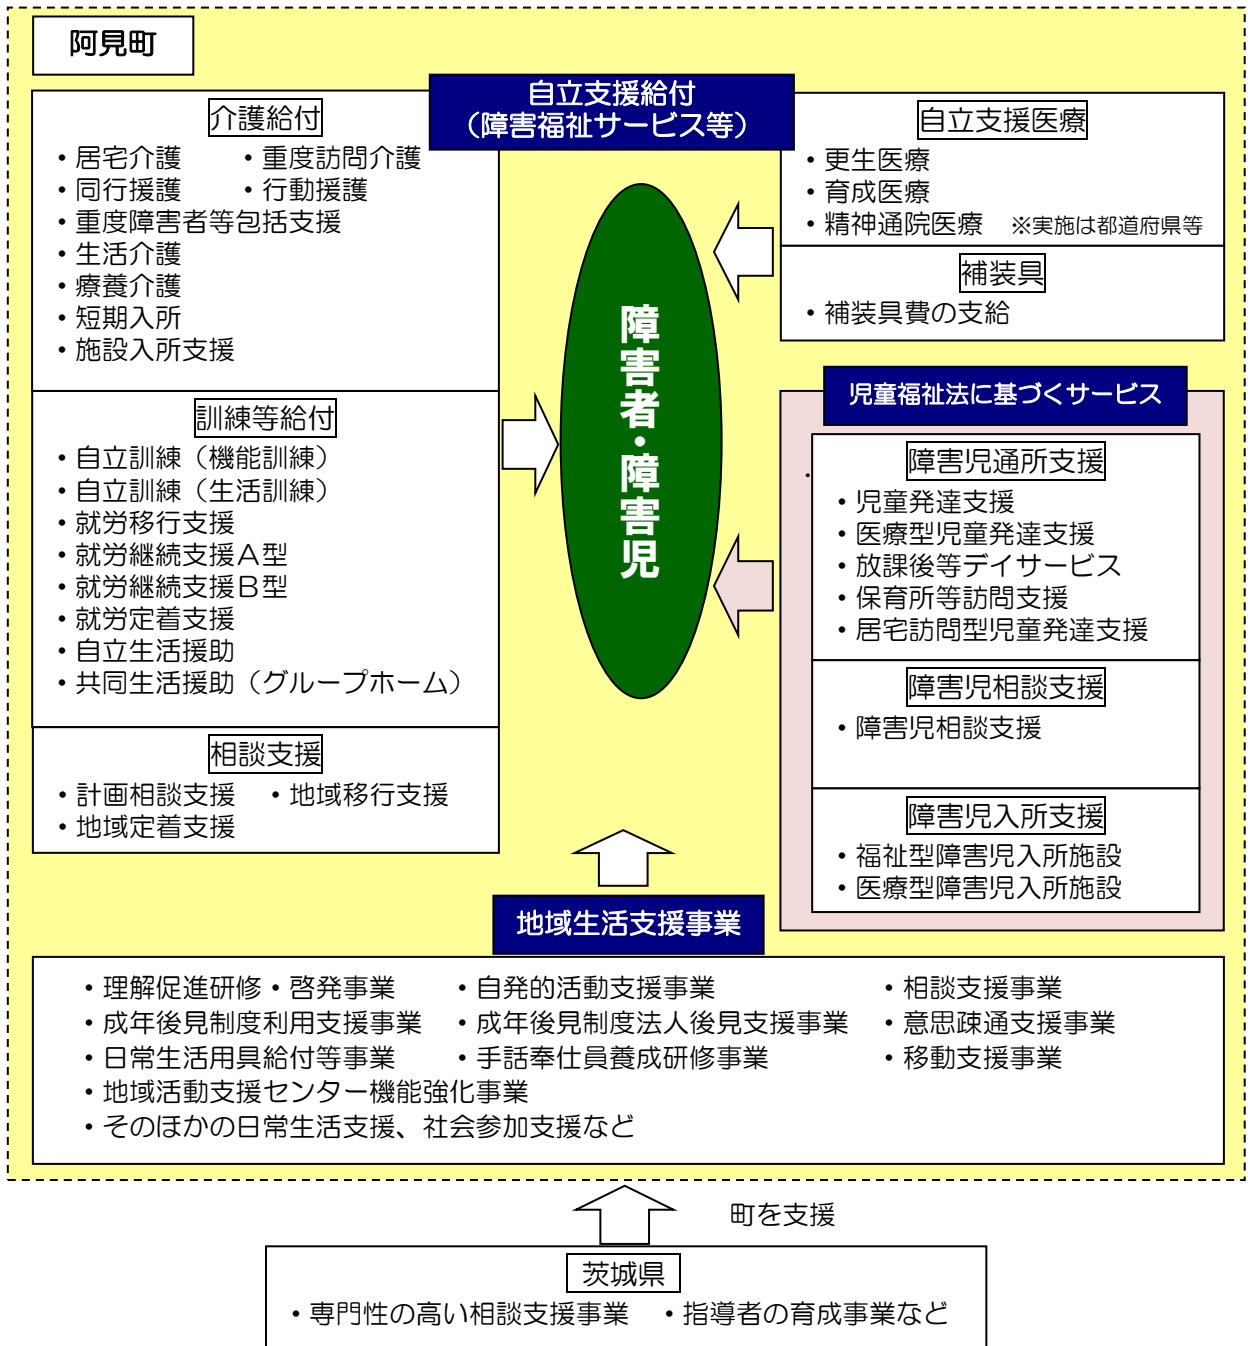 阿見町
自立支援給付
（障害福祉サービス等）
介護給付
・居宅介護　　・重度訪問介護
・同行援護　　・行動援護
・重度障害者等包括支援
・生活介護
・療養介護
・短期入所
・施設入所支援
訓練等給付
・自立訓練（機能訓練）
・自立訓練（生活訓練）
・就労移行支援
・就労継続支援Ａ型
・就労継続支援Ｂ型
・就労定着支援
・自立生活援助
・共同生活援助（グループホーム）
相談支援
・計画相談支援　・地域移行支援
・地域定着支援
障害者・障害児
自立支援医療
・更生医療
・育成医療
・精神通院医療　※実施は都道府県等
補装具
・補装具費の支給
児童福祉法に基づくサービス
・
障害児通所支援
・児童発達支援
・医療型児童発達支援
・放課後等デイサービス
・保育所等訪問支援
・居宅訪問型児童発達支援
障害児相談支援
・障害児相談支援
障害児入所支援
・福祉型障害児入所施設
・医療型障害児入所施設
地域生活支援事業
・理解促進研修・啓発事業　・自発的活動支援事業　・相談支援事業
・成年後見制度利用支援事業　・成年後見制度法人後見支援事業　・意思疎通支援事業
・日常生活用具給付等事業　・手話奉仕員養成研修事業　・移動支援事業
・地域活動支援センター機能強化事業
・そのほかの日常生活支援、社会参加支援など
町を支援
茨城県
・専門性の高い相談支援事業　・指導者の育成事業など